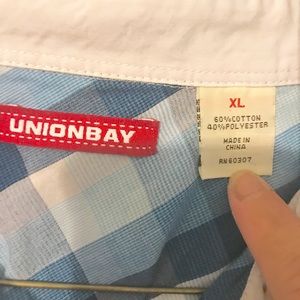 UNIONBAY
XL
60%COTTON
40%POLYESTER
MADE IN
CHINA
RN60307